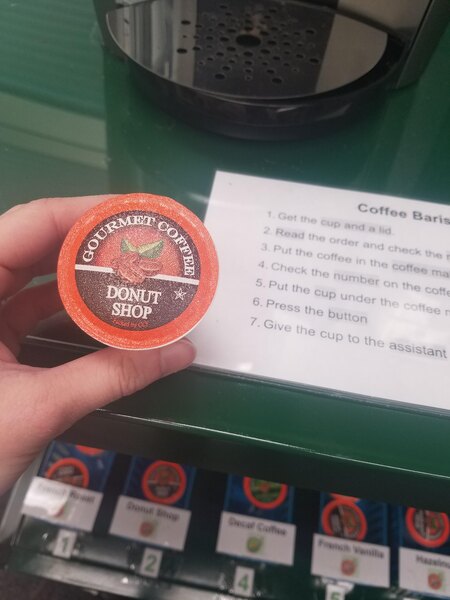 GOURMET COFFEE
DONUT
SHOP
Coffee Baris
1. Get the cup and a lid.
2. Read the order and check the
3. Put the coffee in the coffee ma
4. Check the number on the coffe
5. Put the cup under the coffee
6. Press the button
7. Give the cup to the assistant
French Roast
Donut Shop
Decaf Coffee
French Vanilla
Hazelnu
1
2
4
5